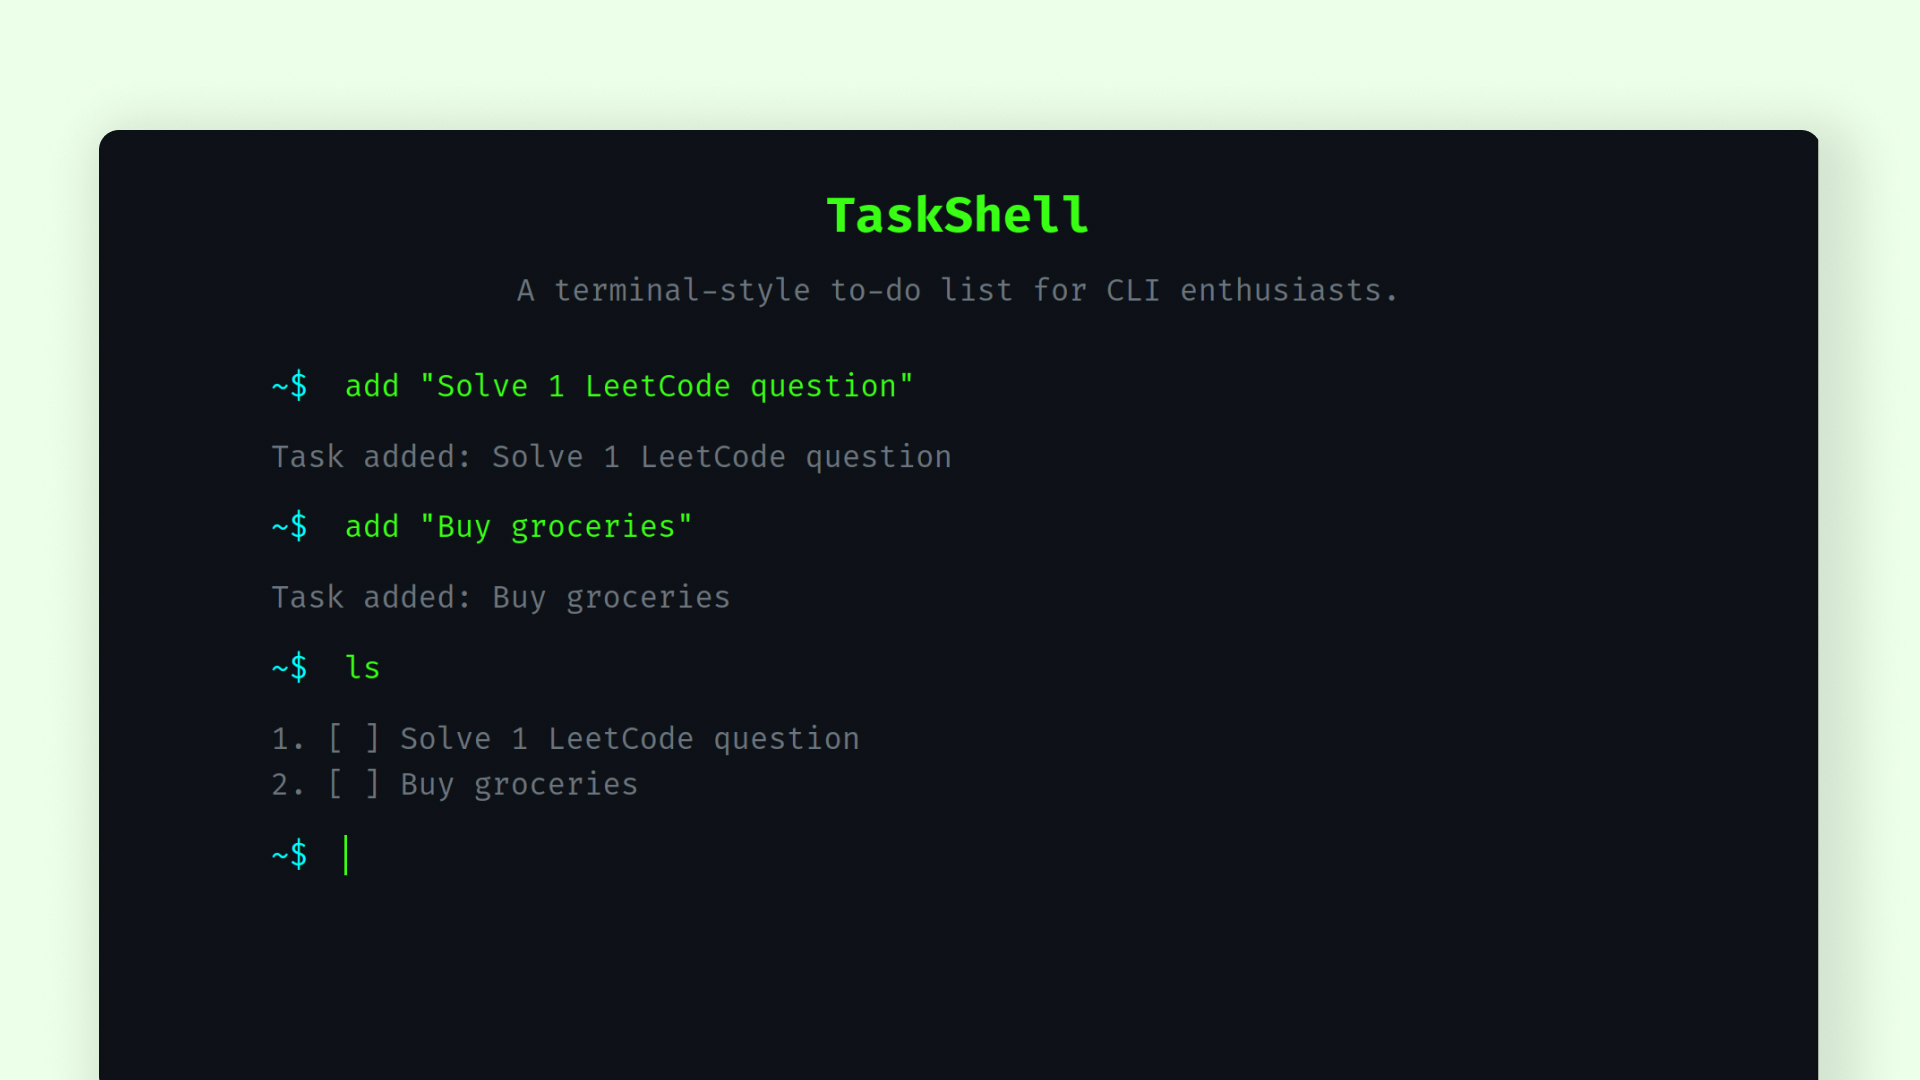 TaskShell
A terminal-style to-do list for CLI enthusiasts.
~$ add "Solve 1 LeetCode question"
Task added: Solve 1 LeetCode question
~$ add "Buy groceries"
Task added: Buy groceries
~$ ls
1. [ ] Solve 1 LeetCode question
2. [ ] Buy groceries
~$